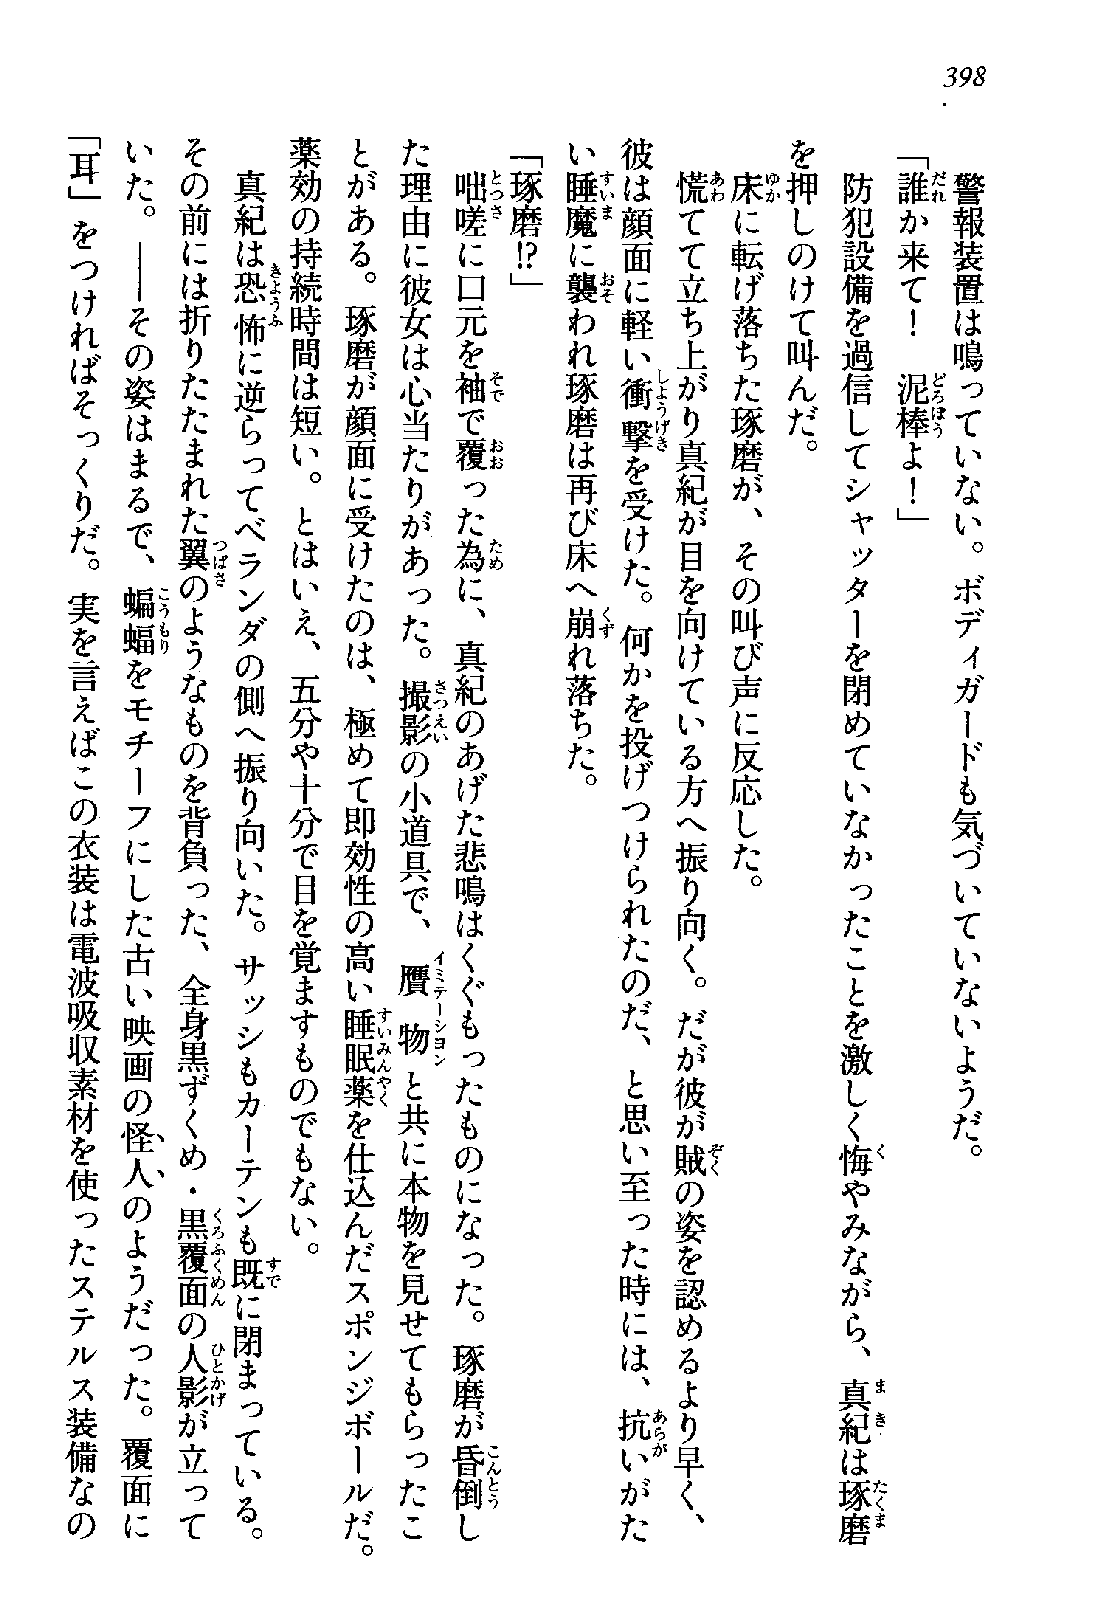 398
警報装置は鳴っていない。ボディガードも気づいていないようだ。
「誰か来て！　泥棒よ！」
防犯設備を過信してシャッターを閉めていなかったことを激しく悔やみながら、真紀は琢磨
を押しのけて叫んだ。
床に転げ落ちた琢磨が、その叫び声に反応した。
慌てて立ち上がり真紀が目を向けている方へ振り向く。だが彼が賊の姿を認めるより早く、
彼は顔面に軽い衝撃を受けた。何かを投げつけられたのだ、と思い至った時には、抗いがた
い睡魔に襲われ琢磨は再び床へ崩れ落ちた。
「琢磨⁉」
咄嗟に口元を袖で覆った為に、真紀のあげた悲鳴はくぐもったものになった。琢磨が昏倒し
た理由に彼女は心当たりがあった。撮影の小道具で、贋物と共に本物を見せてもらったこ
とがある。琢磨が顔面に受けたのは、極めて即効性の高い睡眠薬を仕込んだスポンジボールだ。
薬効の持続時間は短い。とはいえ、五分や十分で目を覚ますものでもない。
真紀は恐怖に逆らってベランダの側へ振り向いた。サッシもカーテンも既に閉まっている。
その前には折りたたまれた翼のようなものを背負った、全身黒ずくめ・黒覆面の人影が立って
いた。――その姿はまるで、蝙蝠をモチーフにした古い映画の怪人のようだった。覆面に
「耳」をつければそっくりだ。実を言えばこの衣装は電波吸収素材を使ったステルス装備なの